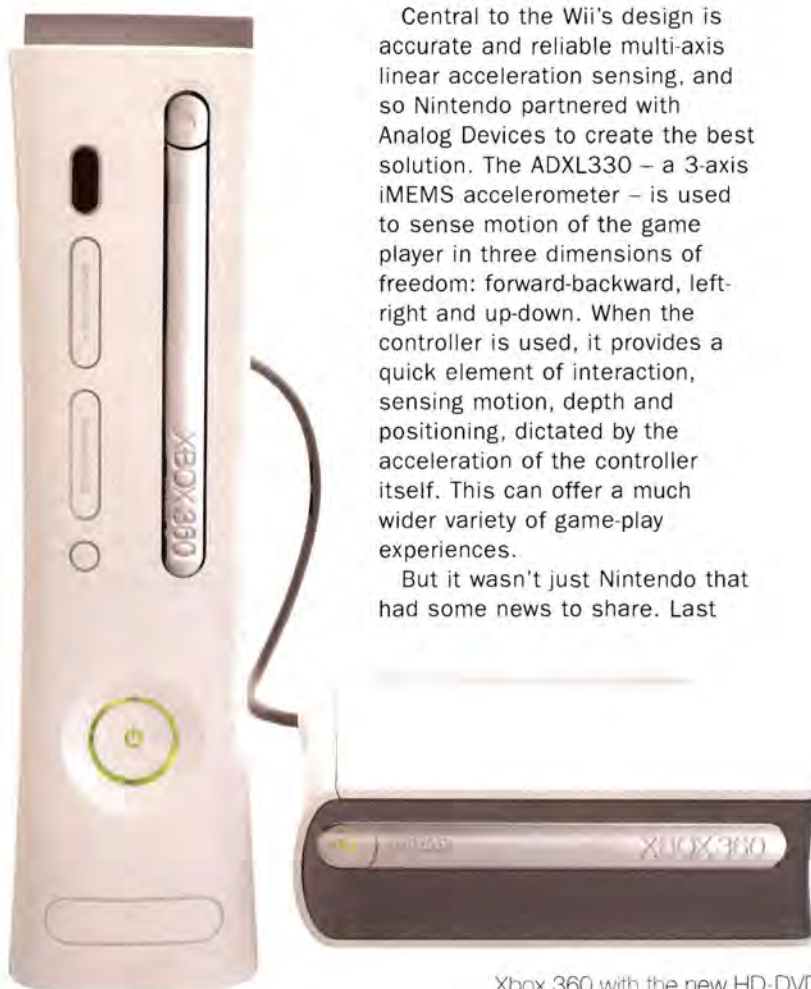 Central to the Wii's design is
accurate and reliable multi-axis
linear acceleration sensing, and
so Nintendo partnered with
Analog Devices to create the best
solution. The ADXL330 – a 3-axis
iMEMS accelerometer – is used
to sense motion of the game
player in three dimensions of
freedom: forward-backward, left-
right and up-down. When the
controller is used, it provides a
quick element of interaction,
sensing motion, depth and
positioning, dictated by the
acceleration of the controller
itself. This can offer a much
wider variety of game-play
experiences.
But it wasn't just Nintendo that
had some news to share. Last
XBOX 360
XBOX 360
Xbox 360 with the new HD-DVD